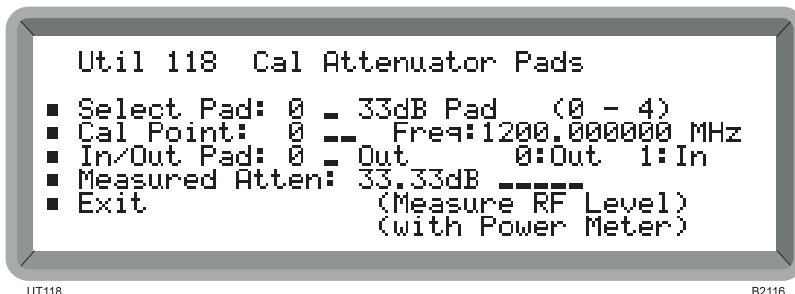 Util 118 Cal Attenuator Pads
■ Select Pad: 0 _ 33dB Pad (0 - 4)
■ Cal Point: 0 __ Freq:1200.000000 MHz
■ In/Out Pad: 0 _ Out 0:Out 1:In
■ Measured Atten: 33.33dB _____
■ Exit (Measure RF Level)
(with Power Meter)
UT118 B2116